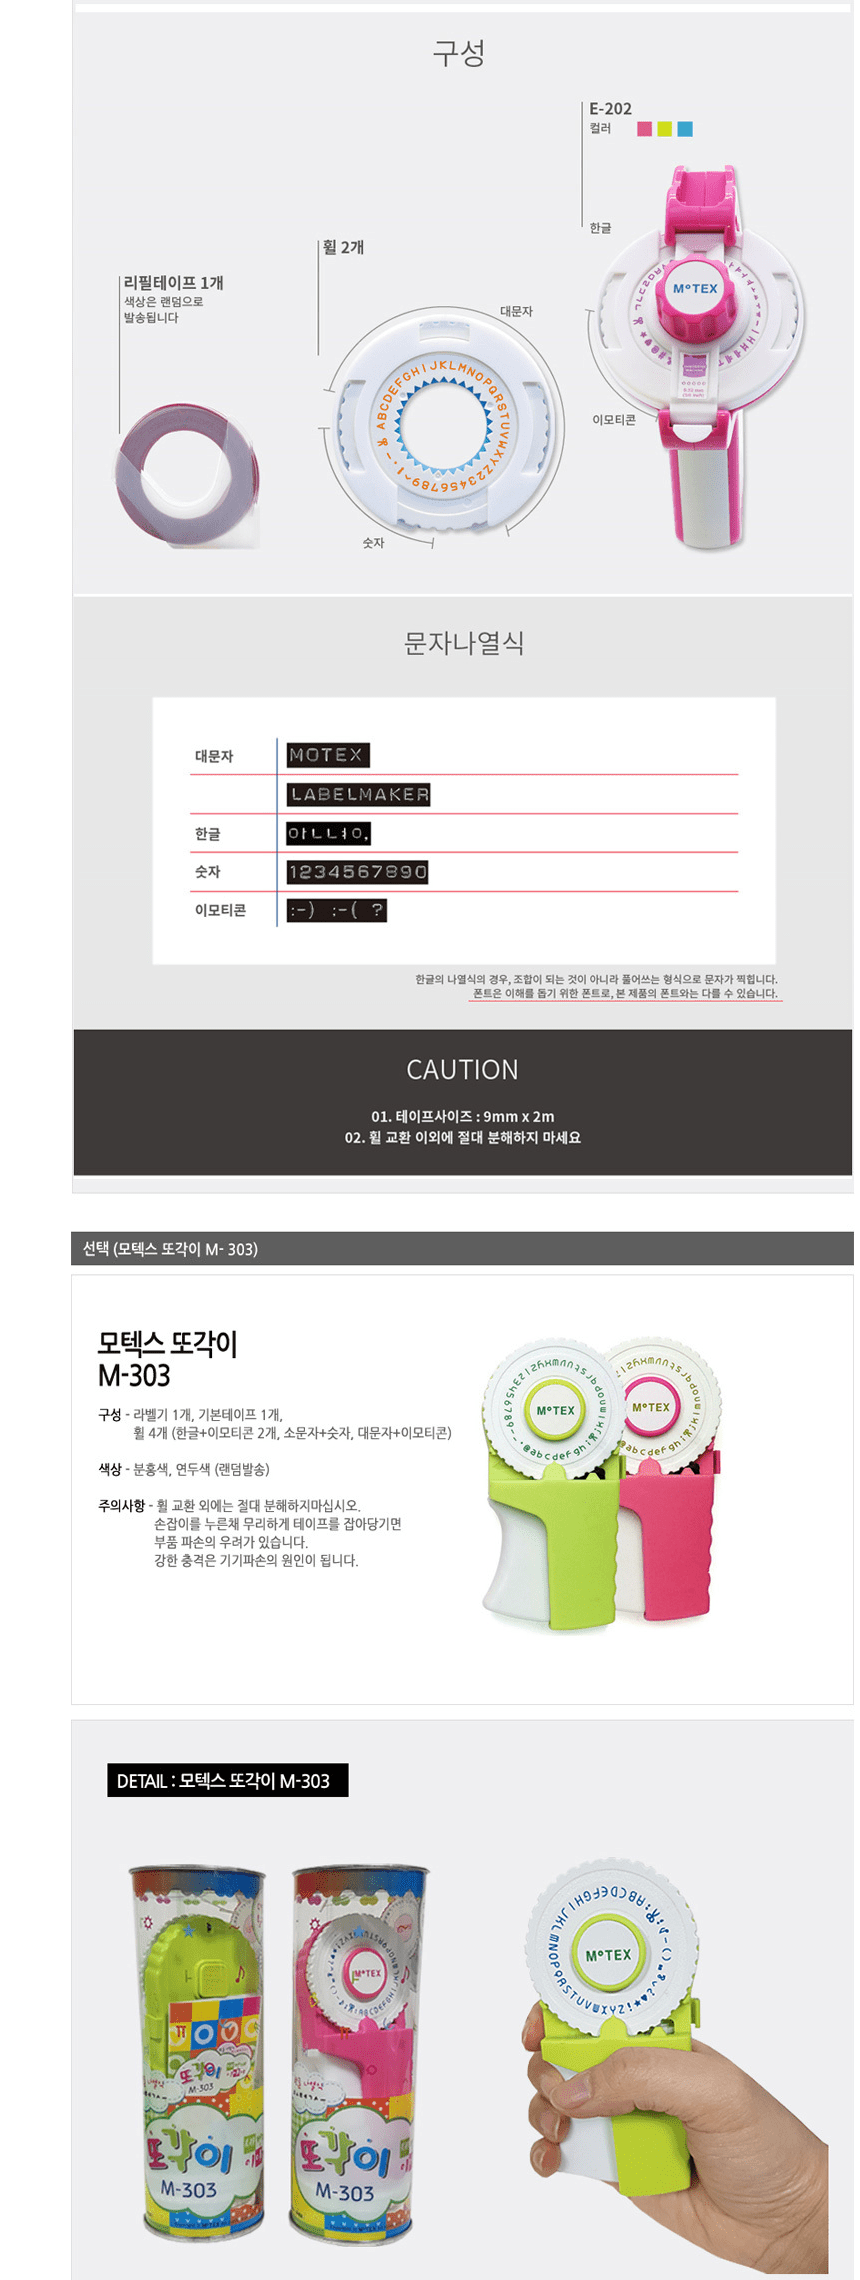 구성
E-202
컬러
한글
휠 2개
리필테이프 1개
색상은 랜덤으로
발송됩니다
대문자
MOTEX
이모티콘
숫자
ABCDEFGHIJKLMNOPQRSTUVWXYZ23456789
문자나열식
대문자 MOTEX
LABELMAKER
한글 ㅇㅏㄴㄴㅕㅇ,
숫자 1234567890
이모티콘 :-) :-( ?
한글의 나열식의 경우, 조합이 되는 것이 아니라 풀어쓰는 형식으로 문자가 찍힙니다.
폰트은 이해를 돕기 위한 폰트로, 본 제품의 폰트와는 다를 수 있습니다.
CAUTION
01. 테이프사이즈 : 9mm x 2m
02. 휠 교환 이외에 절대 분해하지 마세요
선택 (모텍스 또각이 M- 303)
모텍스 또각이
M-303
구성 - 라벨기 1개, 기본테이프 1개,
휠 4개 (한글+이모티콘 2개, 소문자+숫자, 대문자+이모티콘)
색상 - 분홍색, 연두색 (랜덤발송)
주의사항 - 휠 교환 외에는 절대 분해하지마십시오.
손잡이를 누른채 무리하게 테이프를 잡아당기면
부품 파손의 우려가 있습니다.
강한 충격은 기기파손의 원인이 됩니다.
MOTEX
MOTEX
DETAIL : 모텍스 또각이 M-303
MOTEX
MOTEX
ABCDEFGHIJKLMNOPQRSTUVWXYZ
또각이
M-303
또각이
M-303
또각이
M-303